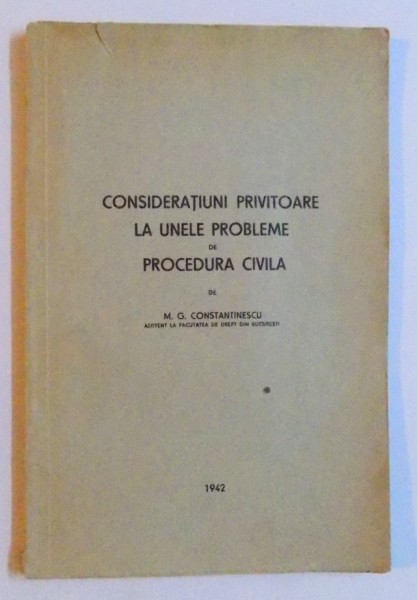 CONSIDERAȚIUNI PRIVITOARE
LA UNELE PROBLEME
DE
PROCEDURA CIVILA
DE
M. G. CONSTANTINESCU
ASISTENT LA FACULTATEA DE DREPT DIN BUCUREȘTI
1942